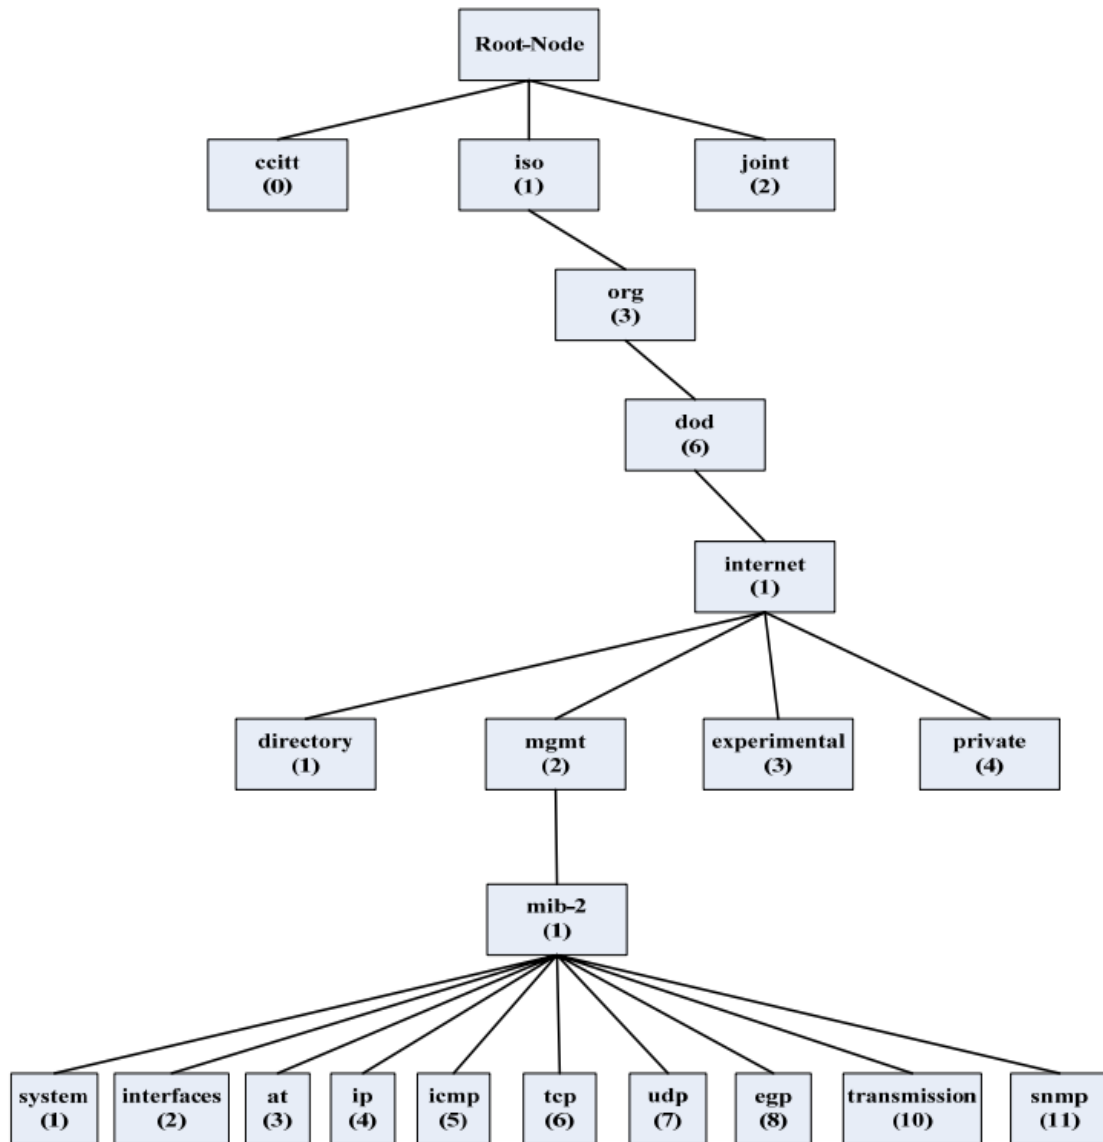 Root-Node
ccitt
(0)
iso
(1)
joint
(2)
org
(3)
dod
(6)
internet
(1)
directory
(1)
mgmt
(2)
experimental
(3)
private
(4)
mib-2
(1)
system
(1)
interfaces
(2)
at
(3)
ip
(4)
icmp
(5)
tcp
(6)
udp
(7)
egp
(8)
transmission
(10)
snmp
(11)